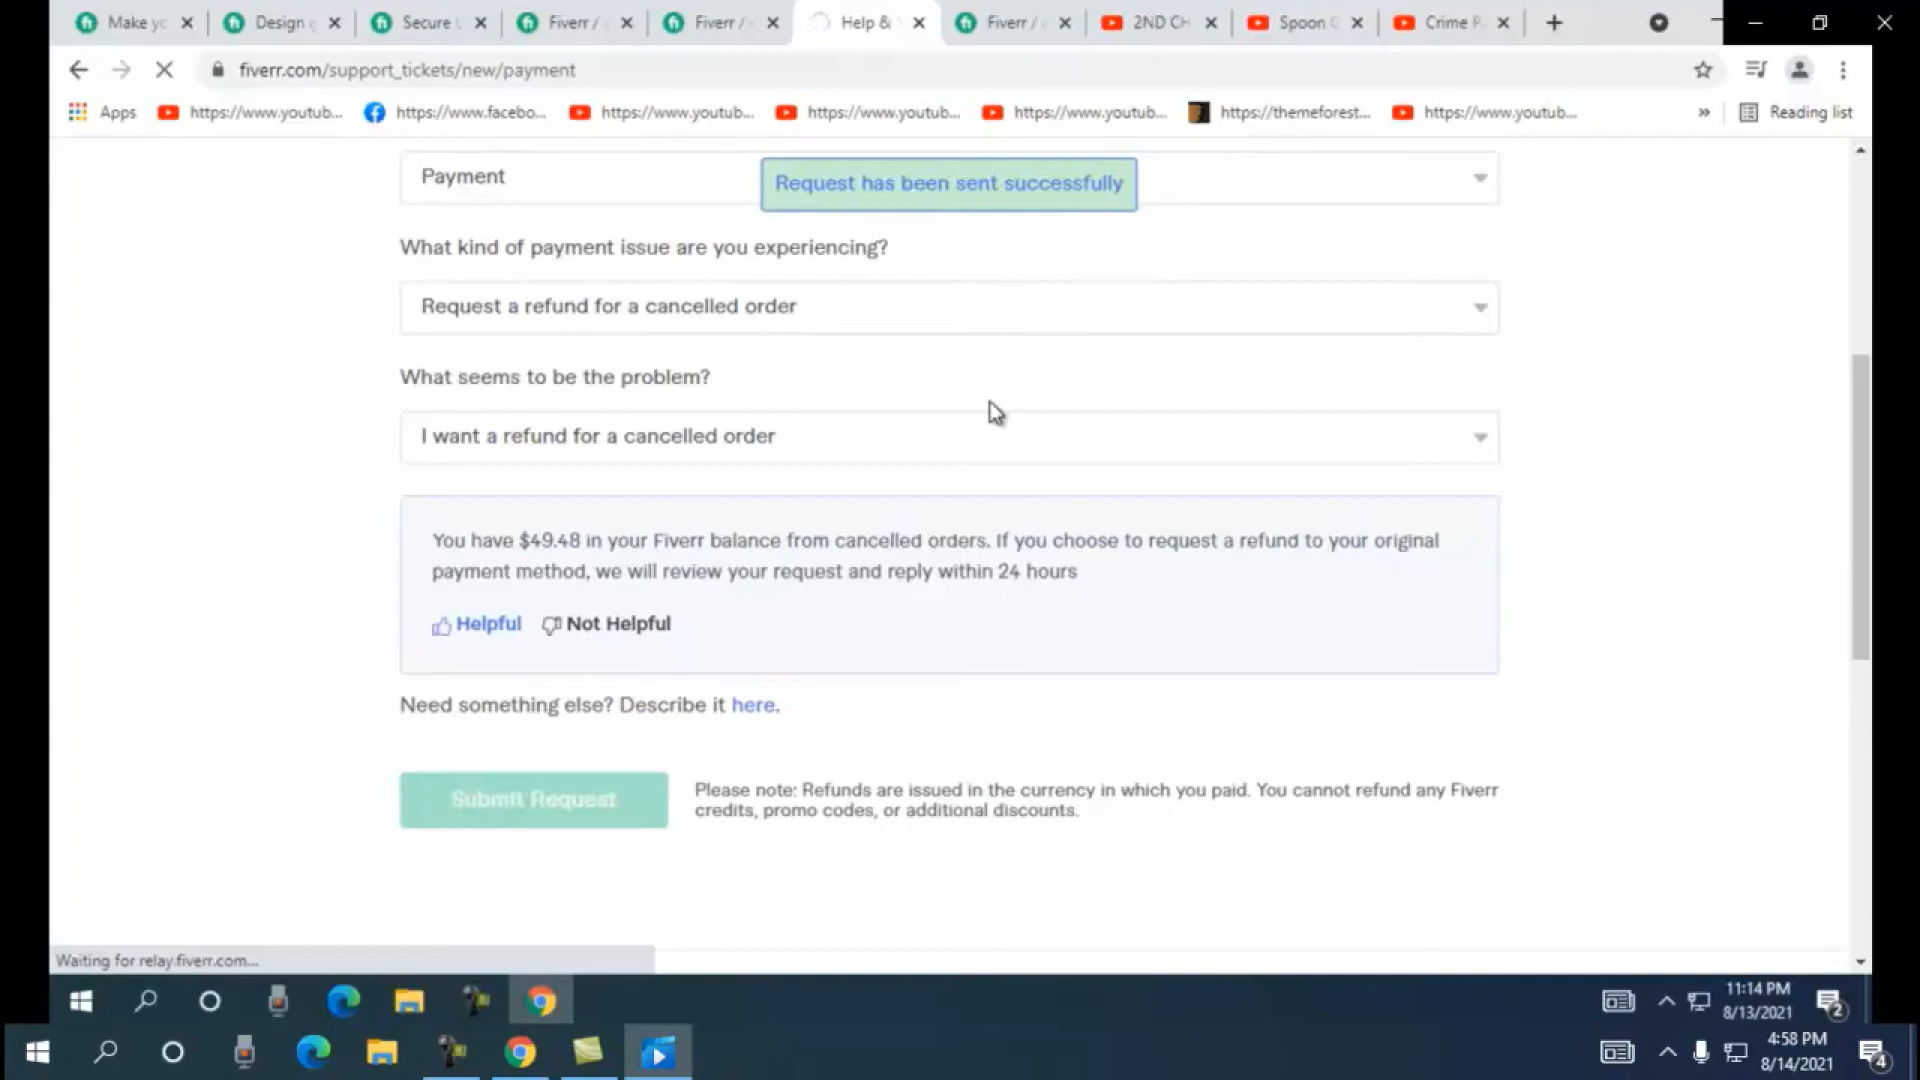 Make yo
Design
Secure
Fiverr /
Fiverr /
Help &
Fiverr /
2ND CH
Spoon
Crime P
fiverr.com/support_tickets/new/payment
Apps
https://www.youtub...
https://www.facebo...
https://www.youtub...
https://www.youtub...
https://www.youtub...
https://themeforest...
https://www.youtub...
»
Reading list
Payment
Request has been sent successfully
What kind of payment issue are you experiencing?
Request a refund for a cancelled order
What seems to be the problem?
I want a refund for a cancelled order
You have $49.48 in your Fiverr balance from cancelled orders. If you choose to request a refund to your original
payment method, we will review your request and reply within 24 hours
Helpful
Not Helpful
Need something else? Describe it here.
Submit Request
Please note: Refunds are issued in the currency in which you paid. You cannot refund any Fiverr
credits, promo codes, or additional discounts.
Waiting for relay.fiverr.com...
11:14 PM
8/13/2021
2
4:58 PM
8/14/2021
4